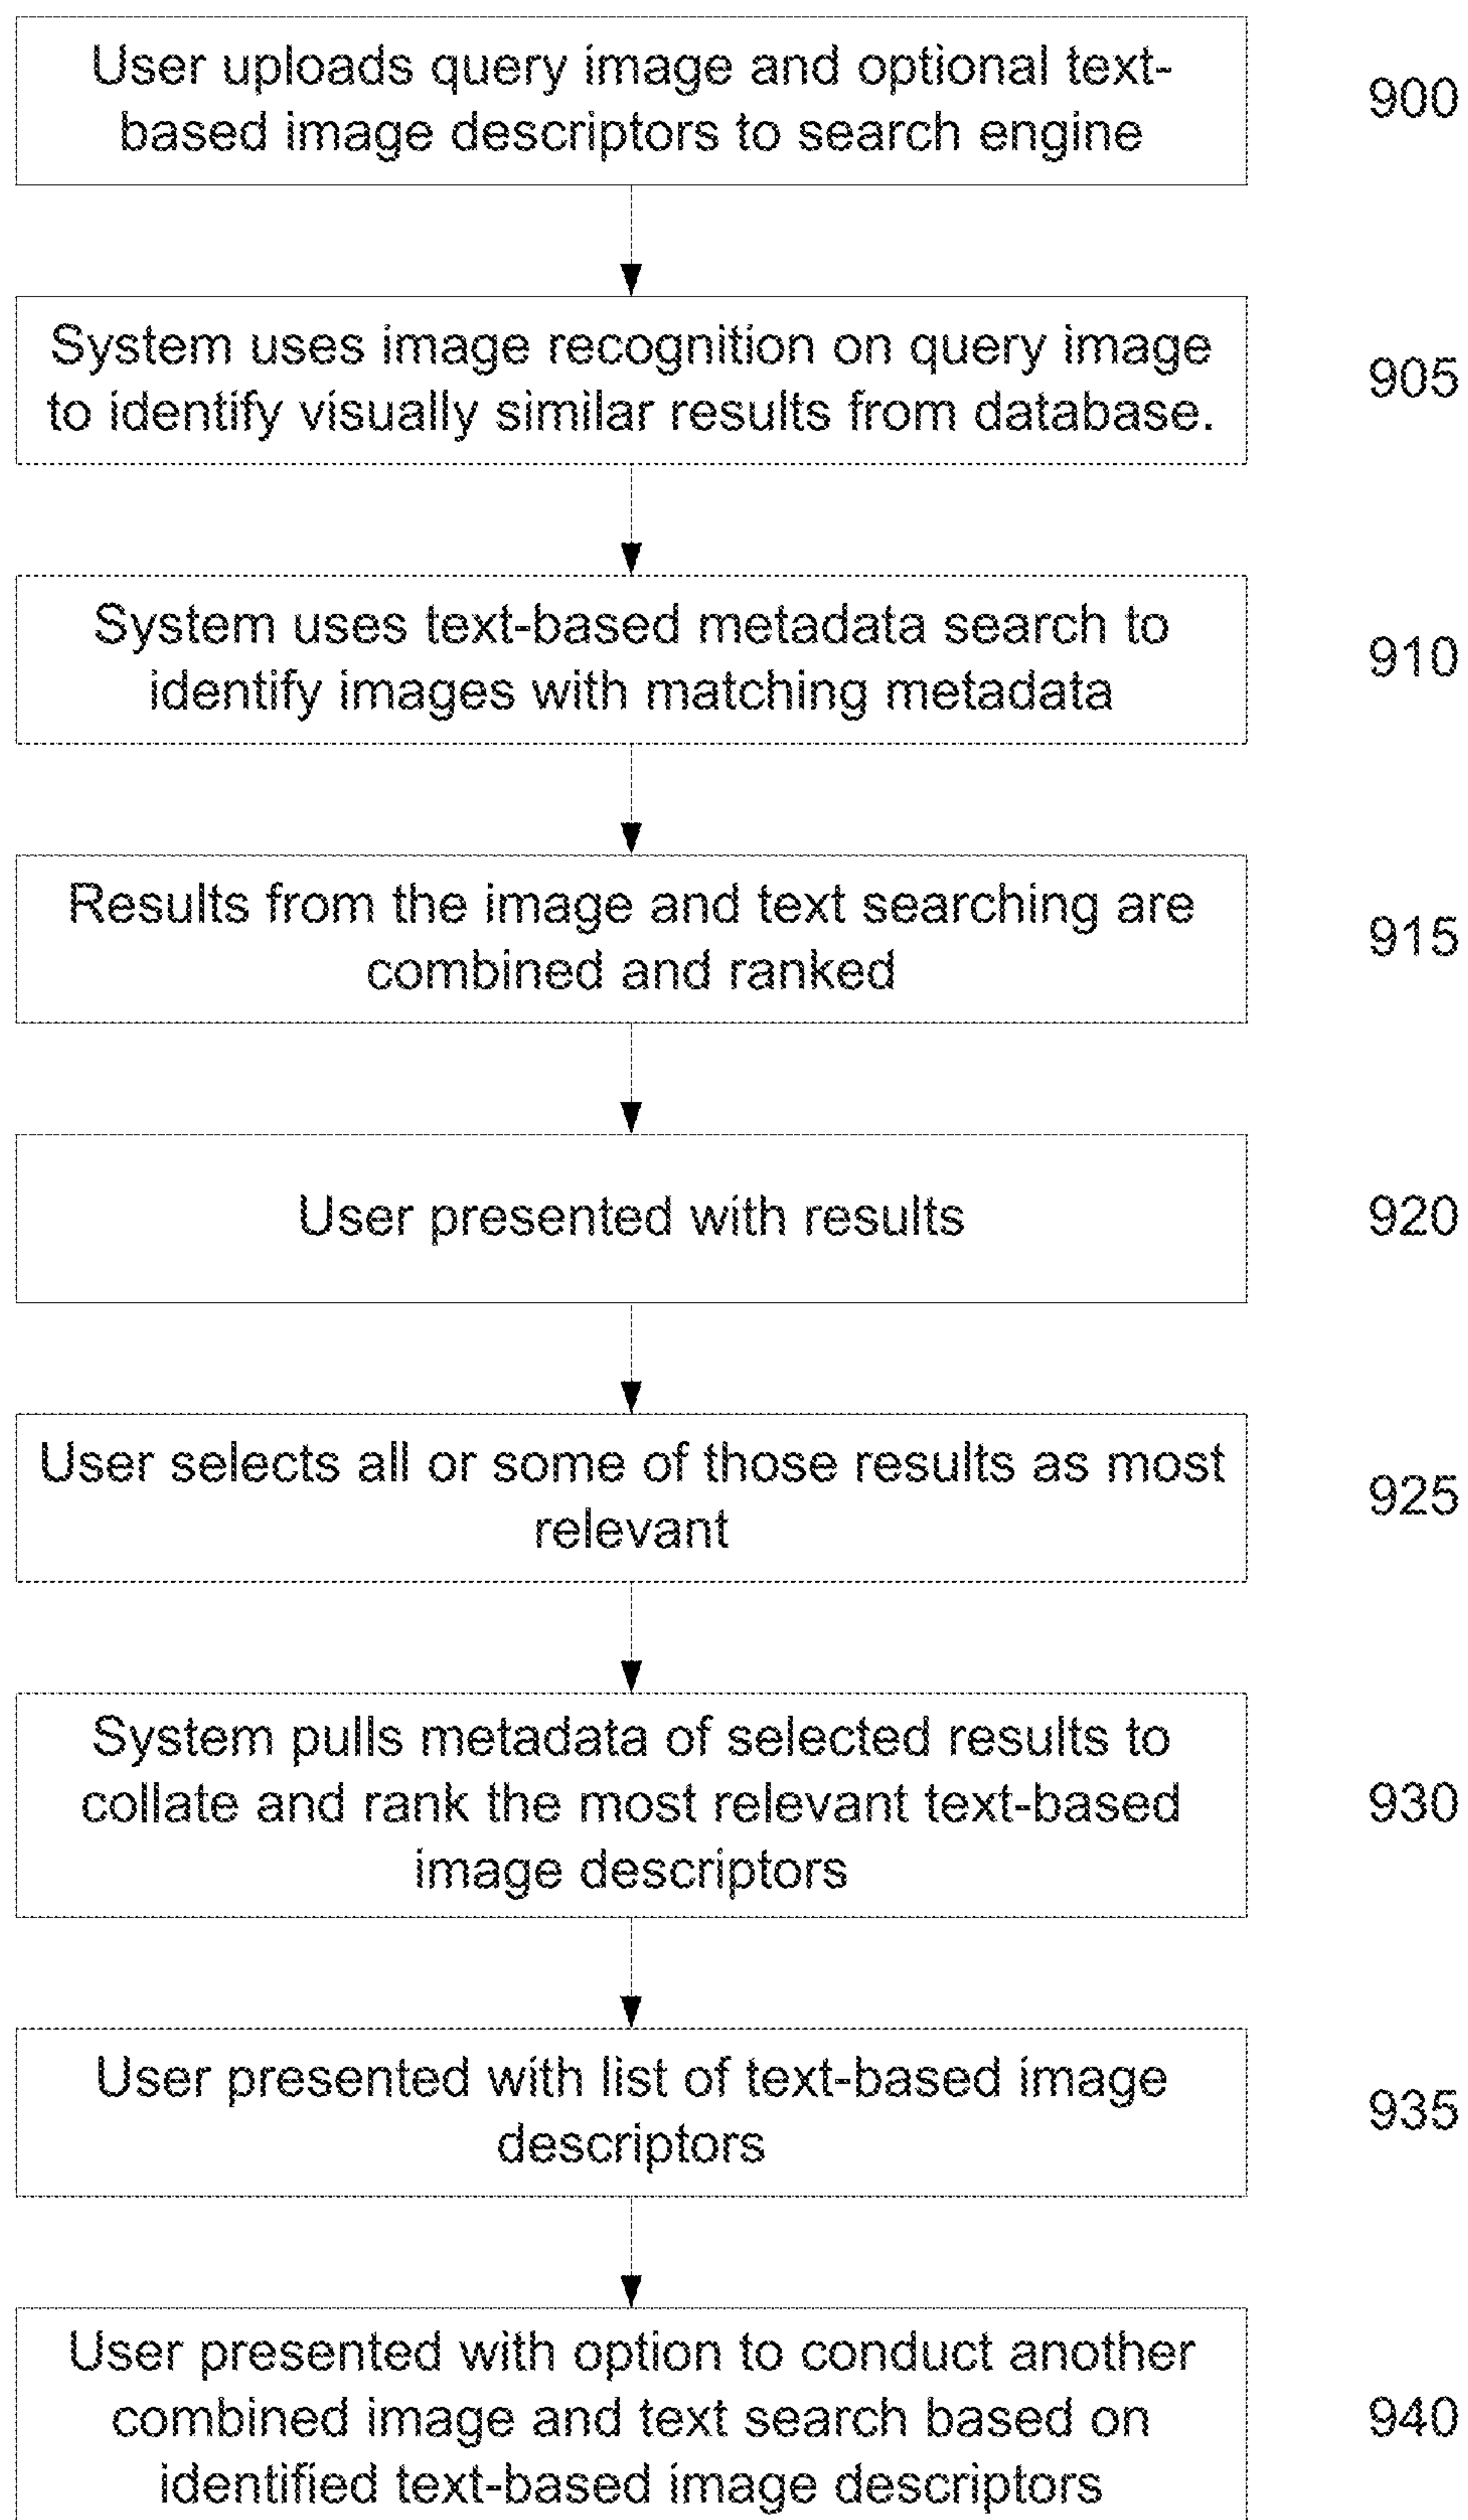 User uploads query image and optional text-
based image descriptors to search engine
900
System uses image recognition on query image
to identify visually similar results from database.
905
System uses text-based metadata search to
identify images with matching metadata
910
Results from the image and text searching are
combined and ranked
915
User presented with results
920
User selects all or some of those results as most
relevant
925
System pulls metadata of selected results to
collate and rank the most relevant text-based
image descriptors
930
User presented with list of text-based image
descriptors
935
User presented with option to conduct another
combined image and text search based on
identified text-based image descriptors
940